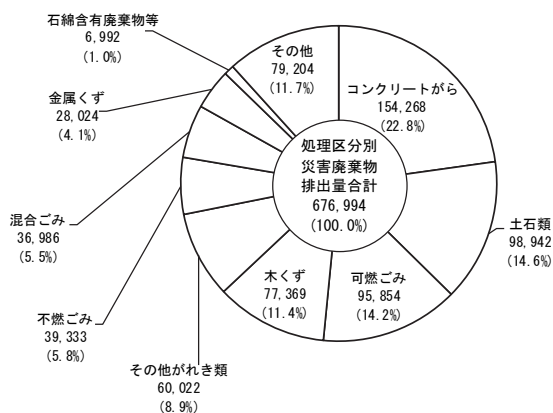 石綿含有廃棄物等
6,992
(1.0%)
その他
79,204
(11.7%)
コンクリートがら
154,268
(22.8%)
金属くず
28,024
(4.1%)
処理区分別
災害廃棄物
排出量合計
676,994
(100.0%)
混合ごみ
36,986
(5.5%)
土石類
98,942
(14.6%)
木くず
77,369
(11.4%)
可燃ごみ
95,854
(14.2%)
不燃ごみ
39,333
(5.8%)
その他がれき類
60,022
(8.9%)